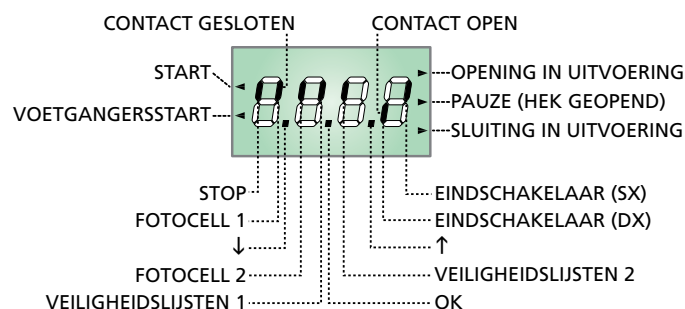 CONTACT GESLOTEN
CONTACT OPEN
START
OPENING IN UITVOERING
VOETGANGERSSTART
PAUZE (HEK GEOPEND)
SLUITING IN UITVOERING
STOP
EINDSCHAKELAAR (SX)
FOTOCELL 1
EINDSCHAKELAAR (DX)
↓
↑
FOTOCELL 2
VEILIGHEIDSLIJSTEN 2
VEILIGHEIDSLIJSTEN 1
OK